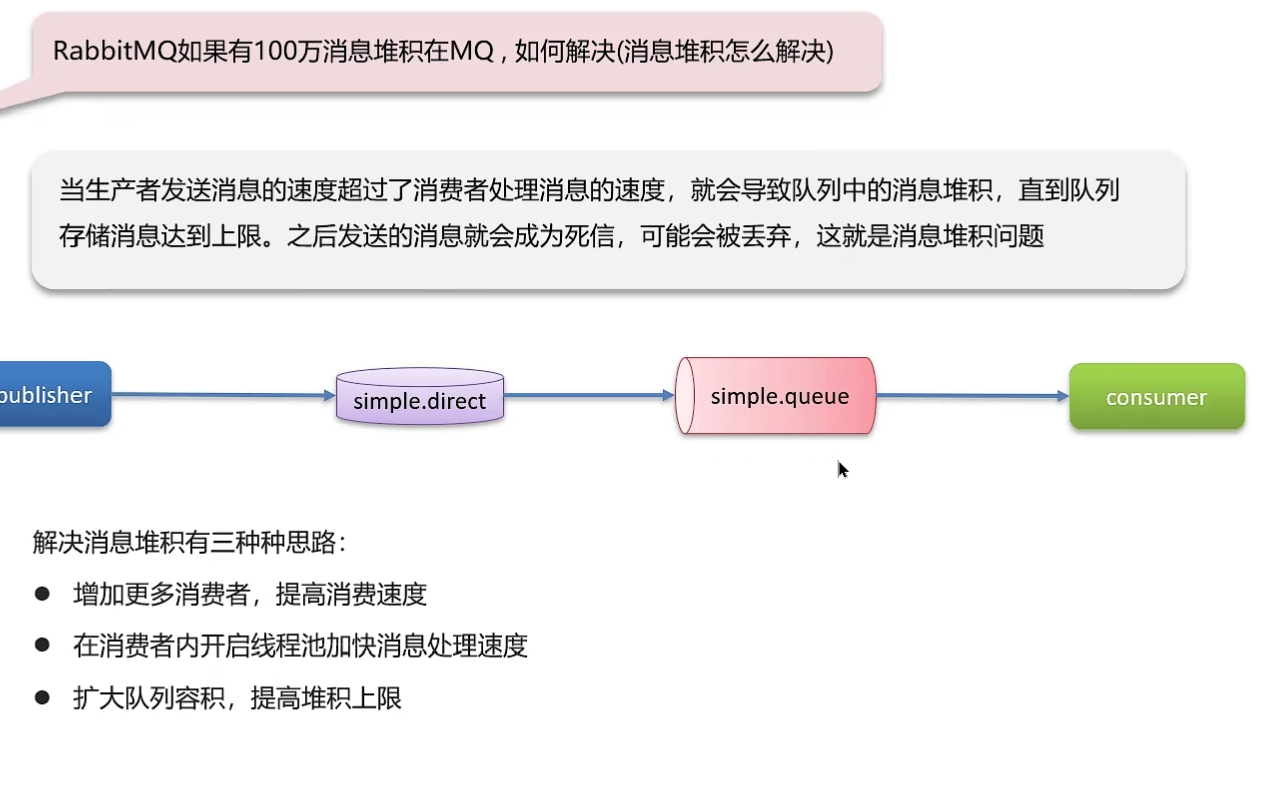 RabbitMQ如果有100万消息堆积在MQ , 如何解决(消息堆积怎么解决)
当生产者发送消息的速度超过了消费者处理消息的速度，就会导致队列中的消息堆积，直到队列
存储消息达到上限。之后发送的消息就会成为死信，可能会被丢弃，这就是消息堆积问题
publisher
simple.direct
simple.queue
consumer
解决消息堆积有三种种思路：
● 增加更多消费者，提高消费速度
● 在消费者内开启线程池加快消息处理速度
● 扩大队列容积，提高堆积上限